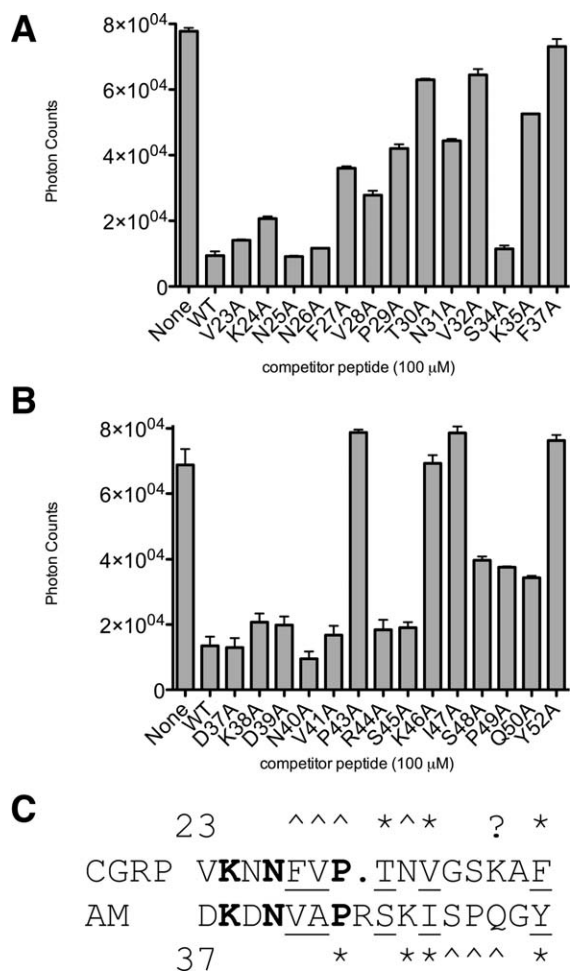 A
Photon Counts
8×10⁰⁴
6×10⁰⁴
4×10⁰⁴
2×10⁰⁴
0
None WT V23A K24A N25A N26A F27A V28A P29A T30A N31A V32A S34A K35A F37A
competitor peptide (100 μM)
B
Photon Counts
8×10⁰⁴
6×10⁰⁴
4×10⁰⁴
2×10⁰⁴
0
None WT D37A K38A D39A N40A V41A P43A R44A S45A K46A I47A S48A P49A Q50A Y52A
competitor peptide (100 μM)
C
23 ^^^ *^* ? *
CGRP VKNNFVP.TNVGSKAF
AM DKDNVAPRSKISPQGY
37 * **^^^ *